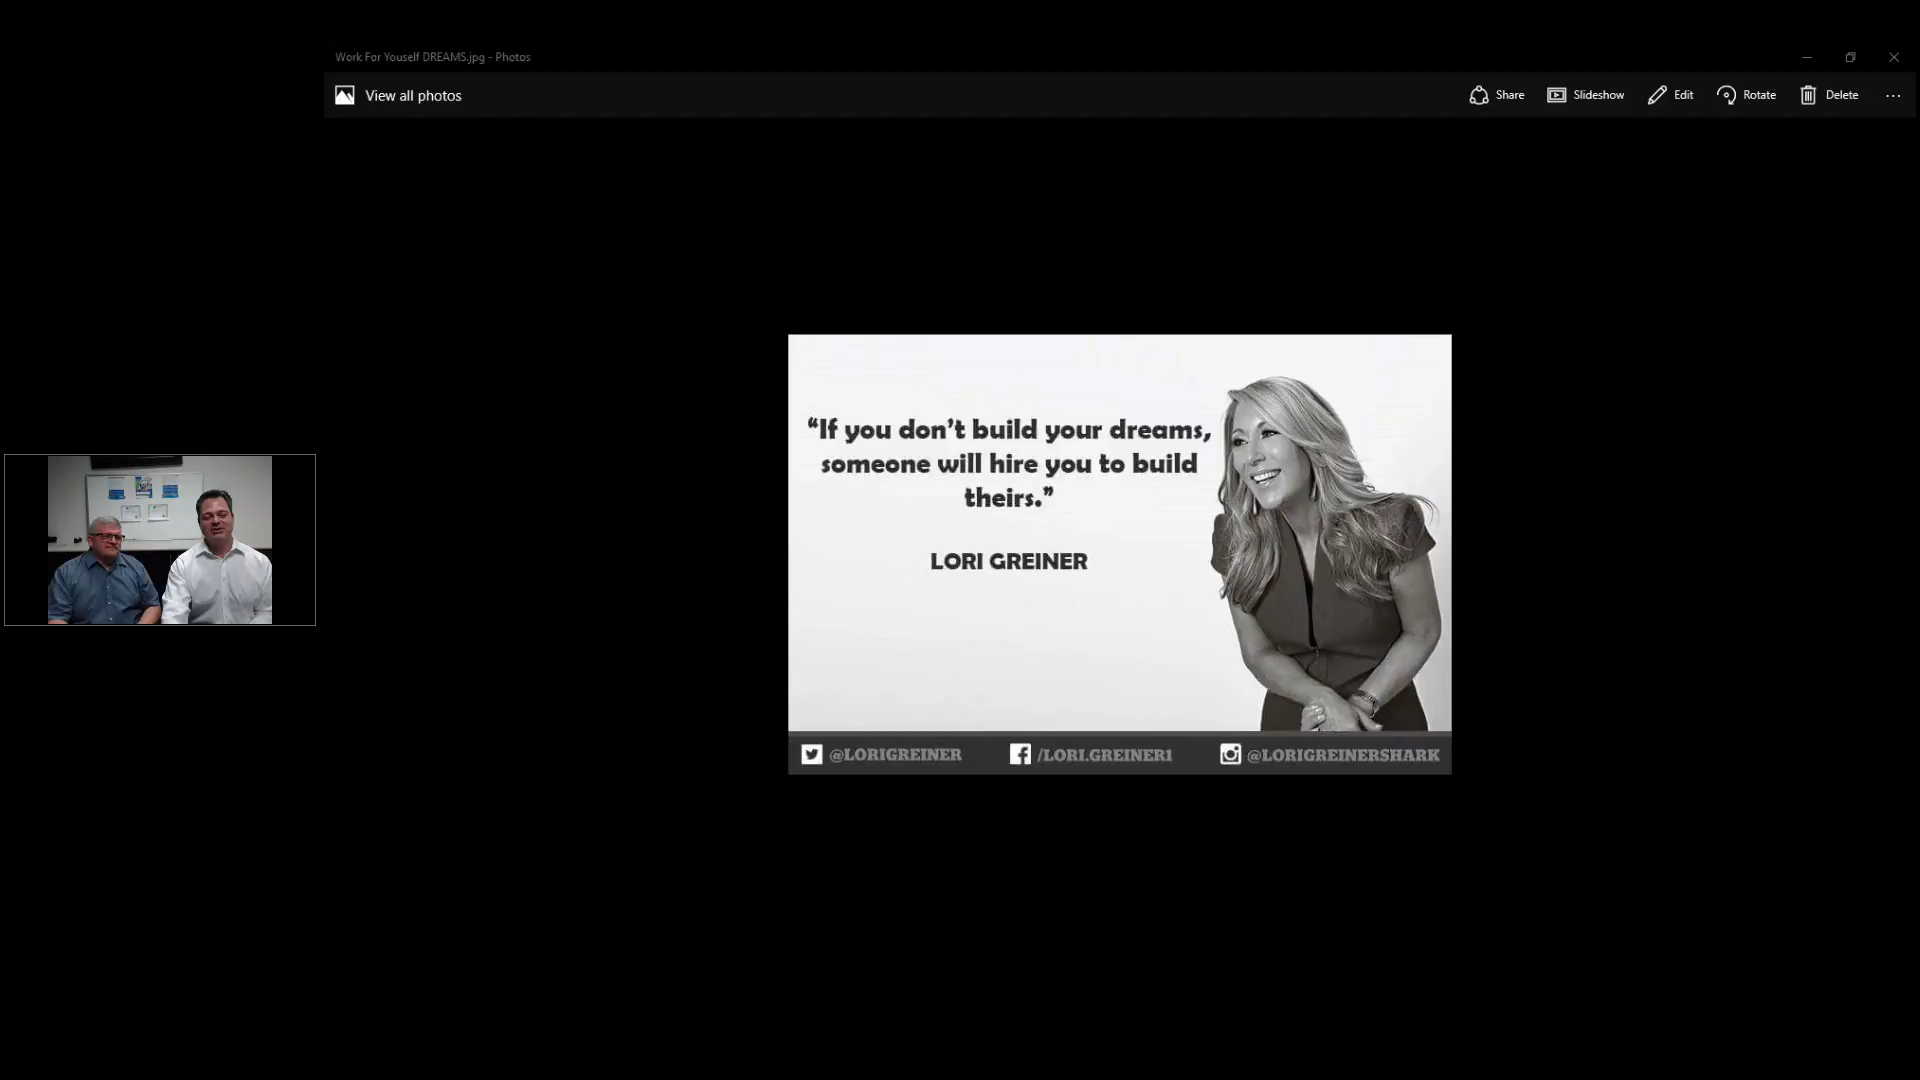 Work For Youself DREAMS.jpg - Photos
View all photos
Share
Slideshow
Edit
Rotate
Delete
“If you don’t build your dreams,
someone will hire you to build
theirs.”
LORI GREINER
@LORIGREINER
/LORI.GREINER1
@LORIGREINERSHARK